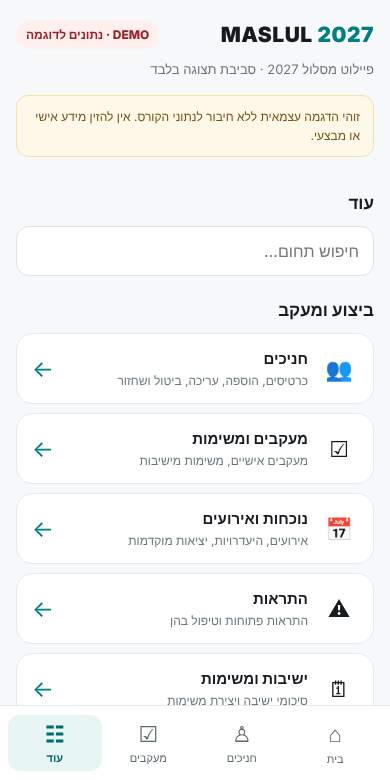 MASLUL 2027
DEMO · נתונים לדוגמה
פיילוט מסלול 2027 · סביבת תצוגה בלבד
זוהי הדגמה עצמאית ללא חיבור לנתוני הקורס. אין להזין מידע אישי
או מבצעי.
עוד
חיפוש תחום...
ביצוע ומעקב
חניכים
כרטיסים, הוספה, עריכה, ביטול ושחזור
מעקבים ומשימות
מעקבים אישיים, משימות מישיבות
נוכחות ואירועים
אירועים, היעדרויות, יציאות מוקדמות
התראות
התראות פתוחות וטיפול בהן
ישיבות ומשימות
סיכומי ישיבה ויצירת משימות
בית
חניכים
מעקבים
עוד